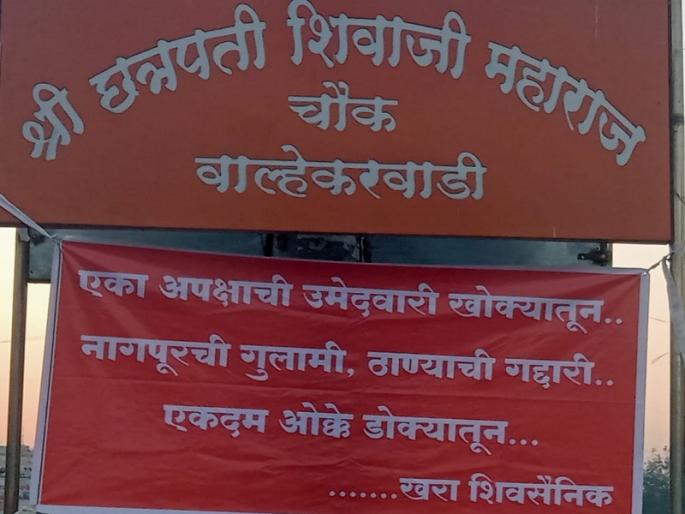 श्री छत्रपती शिवाजी महाराज
चौक
वाल्हेकरवाडी
एका अपक्षाची उमेदवारी खोक्यातून..
नागपूरची गुलामी, ठाण्याची गद्दारी..
एकदम ओक्के डोक्यातून...
.......खरा शिवसैनिक